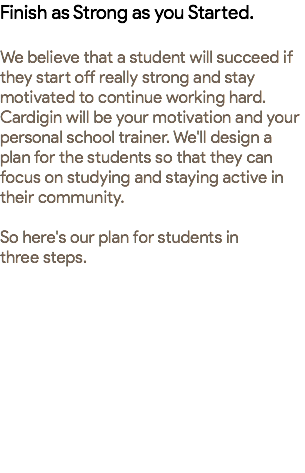 Finish as Strong as you Started.
We believe that a student will succeed if
they start off really strong and stay
motivated to continue working hard.
Cardigin will be your motivation and your
personal school trainer. We'll design a
plan for the students so that they can
focus on studying and staying active in
their community.
So here's our plan for students in
three steps.